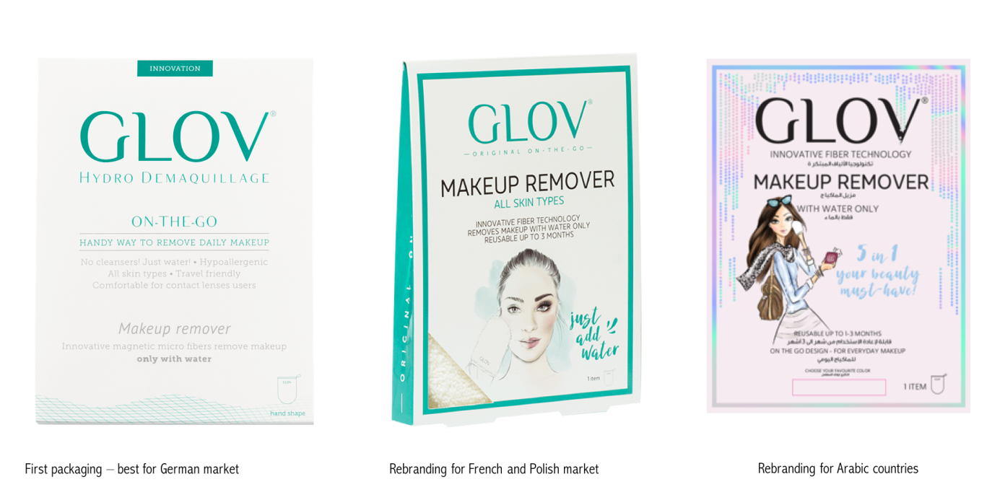 INNOVATION
GLOV®
HYDRO DEMAQUILLAGE
ON-THE-GO
HANDY WAY TO REMOVE DAILY MAKEUP
No cleansers! Just water! • Hypoallergenic
All skin types • Travel friendly
Comfortable for contact lenses users
Makeup remover
Innovative magnetic micro fibers remove makeup
only with water
hand shape
First packaging – best for German market
ORIGINAL ON
GLOV®
—ORIGINAL ON-THE-GO—
MAKEUP REMOVER
ALL SKIN TYPES
INNOVATIVE FIBER TECHNOLOGY
REMOVES MAKEUP WITH WATER ONLY
REUSABLE UP TO 3 MONTHS
just
add
water
GLOV
1 item
Rebranding for French and Polish market
GLOV®
INNOVATIVE FIBER TECHNOLOGY
تكنولوجيا الألياف المبتكر ة
MAKEUP REMOVER
مزيل الماكياج
WITH WATER ONLY
فقط بالماء
5 in 1
your beauty
must-have!
REUSABLE UP TO 1-3 MONTHS
قابلة لإعادة الاستخدام من شهر الى 3 أشهر
ON THE GO DESIGN - FOR EVERYDAY MAKEUP
للماكياج اليومي
CHOOSE YOUR FAVOURITE COLOR
1 ITEM
Rebranding for Arabic countries